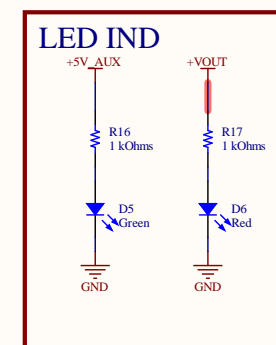 LED IND
+5V_AUX
+VOUT
R16
1 kOhms
R17
1 kOhms
D5
Green
D6
Red
GND
GND